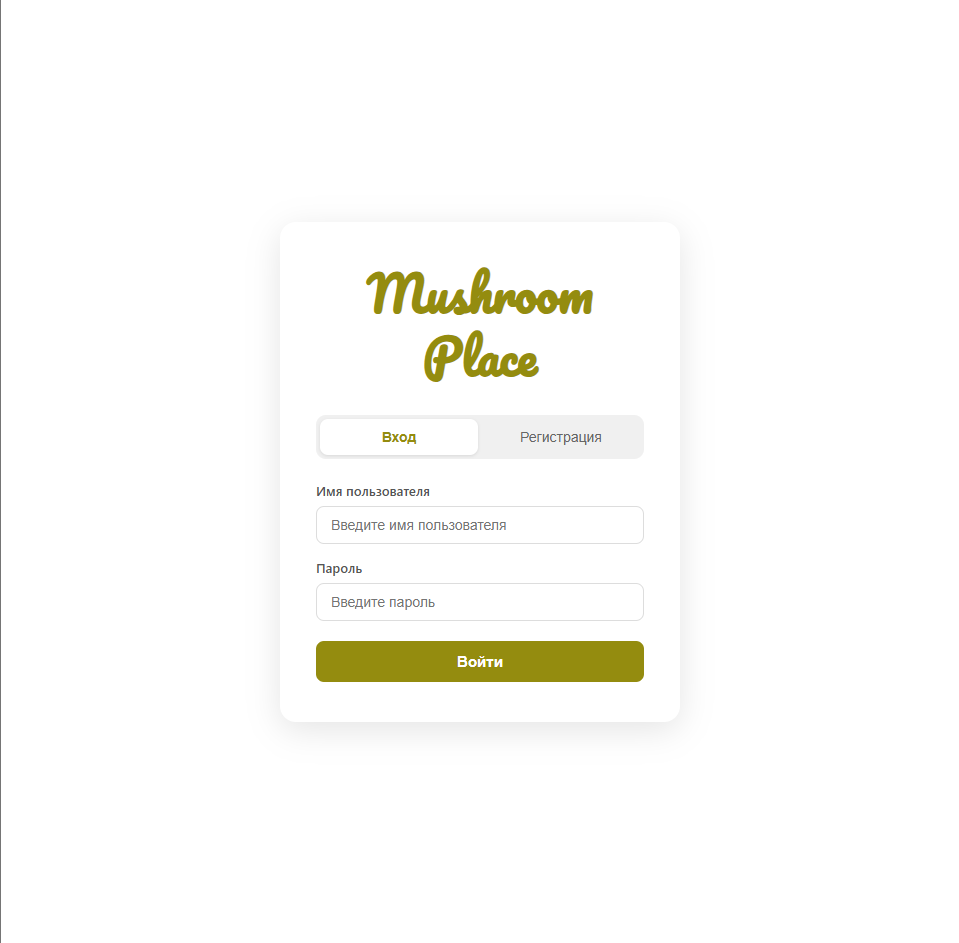 Mushroom
Place
Вход
Регистрация
Имя пользователя
Введите имя пользователя
Пароль
Введите пароль
Войти